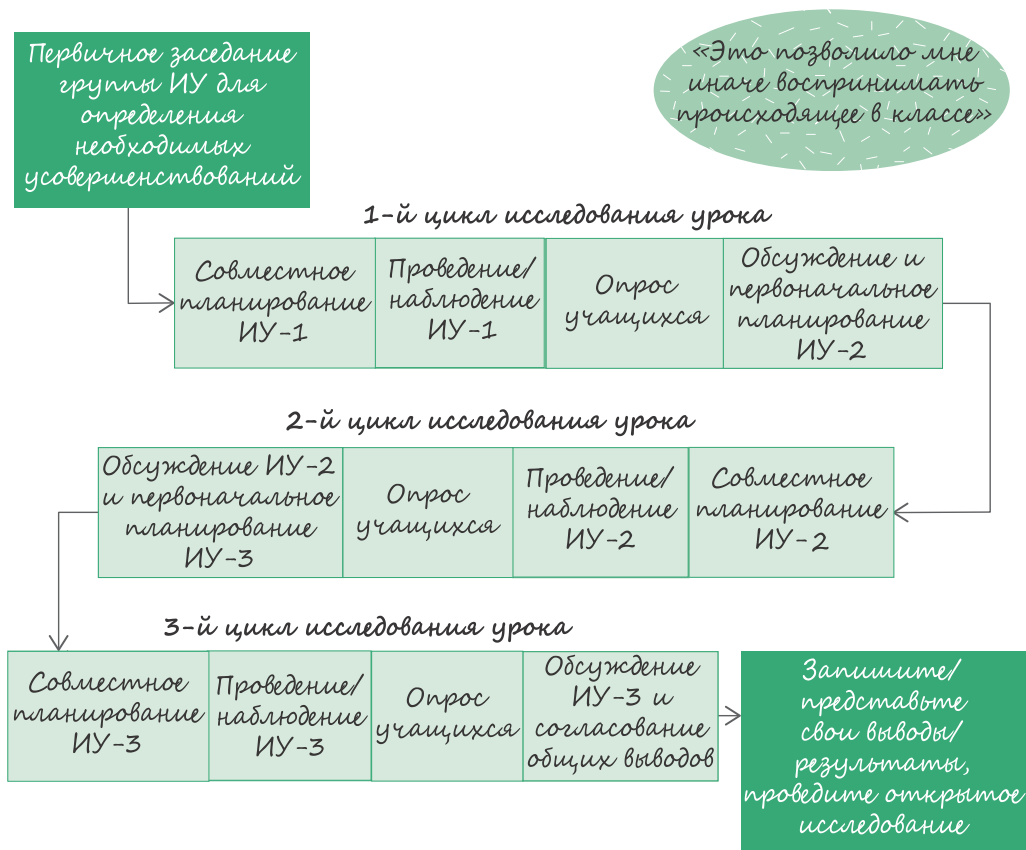 Первичное заседание
группы ИУ для
определения
необходимых
усовершенствований
«Это позволило мне
иначе воспринимать
происходящее в классе»
1-й цикл исследования урока
Совместное
планирование
ИУ-1
Проведение/
наблюдение
ИУ-1
Опрос
учащихся
Обсуждение и
первоначальное
планирование
ИУ-2
2-й цикл исследования урока
Обсуждение ИУ-2
и первоначальное
планирование
ИУ-3
Опрос
учащихся
Проведение/
наблюдение
ИУ-2
Совместное
планирование
ИУ-2
3-й цикл исследования урока
Совместное
планирование
ИУ-3
Проведение/
наблюдение
ИУ-3
Опрос
учащихся
Обсуждение
ИУ-3 и
согласование
общих выводов
Запишите/
представьте
свои выводы/
результаты,
проведите открытое
исследование